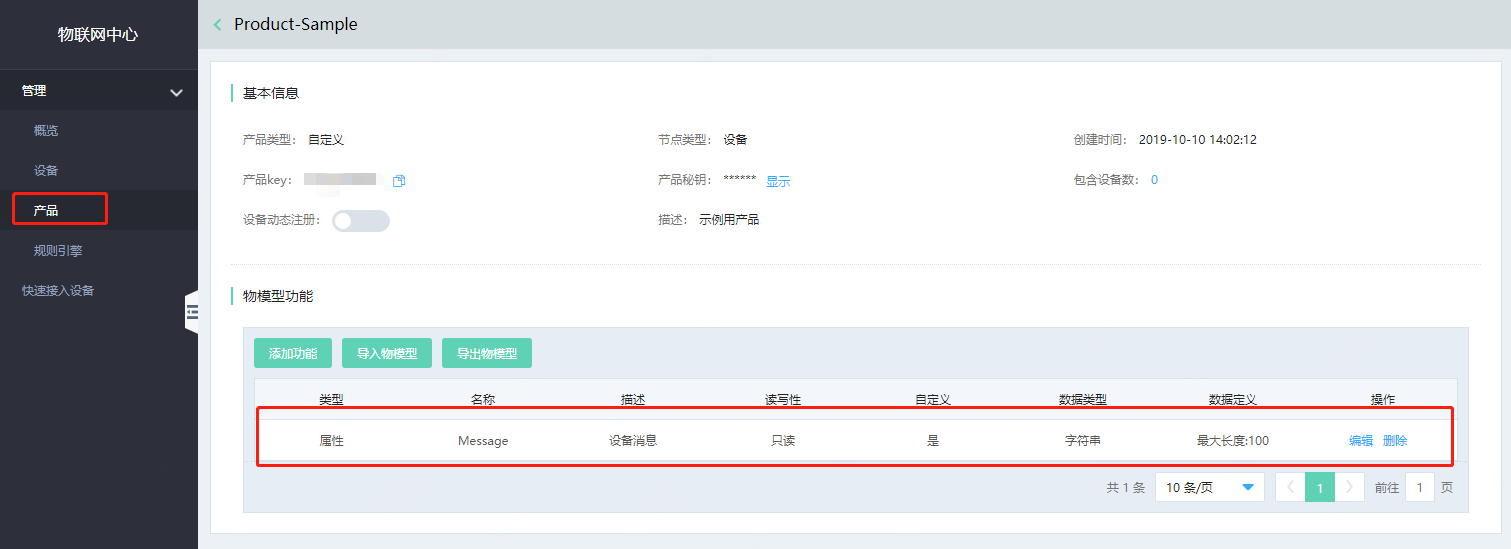 物联网中心
管理
概览
设备
产品
规则引擎
快速接入设备
Product-Sample
基本信息
产品类型： 自定义 节点类型： 设备 创建时间： 2019-10-10 14:02:12
产品key： 产品秘钥： ****** 显示 包含设备数： 0
设备动态注册： 描述： 示例用产品
物模型功能
添加功能 导入物模型 导出物模型
类型 名称 描述 读写性 自定义 数据类型 数据定义 操作
属性 Message 设备消息 只读 是 字符串 最大长度:100 编辑 删除
共 1 条 10 条/页 1 前往 1 页